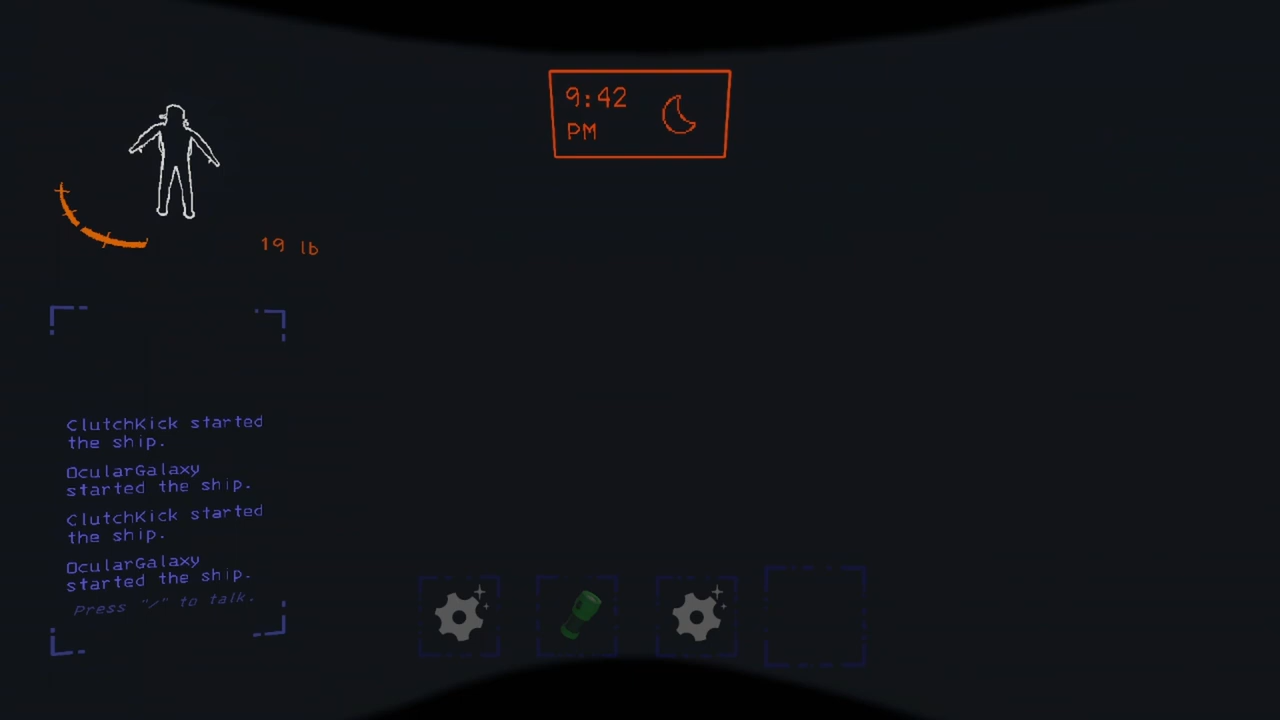 9:42
PM
19 lb
ClutchKick started
the ship.
OcularGalaxy
started the ship.
ClutchKick started
the ship.
OcularGalaxy
started the ship.
Press "/" to talk.